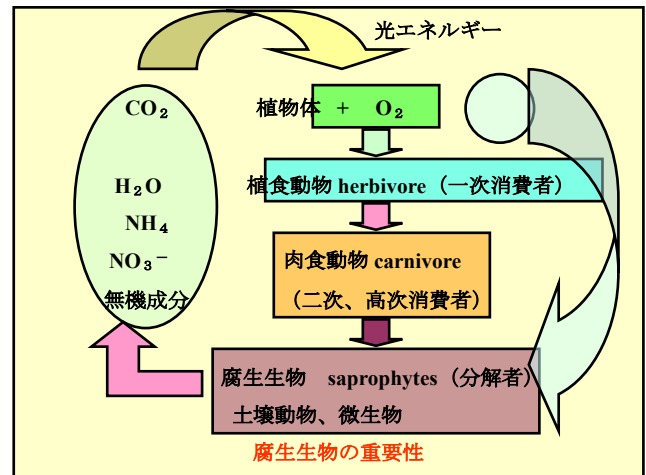 光エネルギー
CO₂
H₂O
NH₄
NO₃⁻
無機成分
植物体 + O₂
植食動物 herbivore（一次消費者）
肉食動物 carnivore
（二次、高次消費者）
腐生生物 saprophytes（分解者）
土壌動物、微生物
腐生生物の重要性